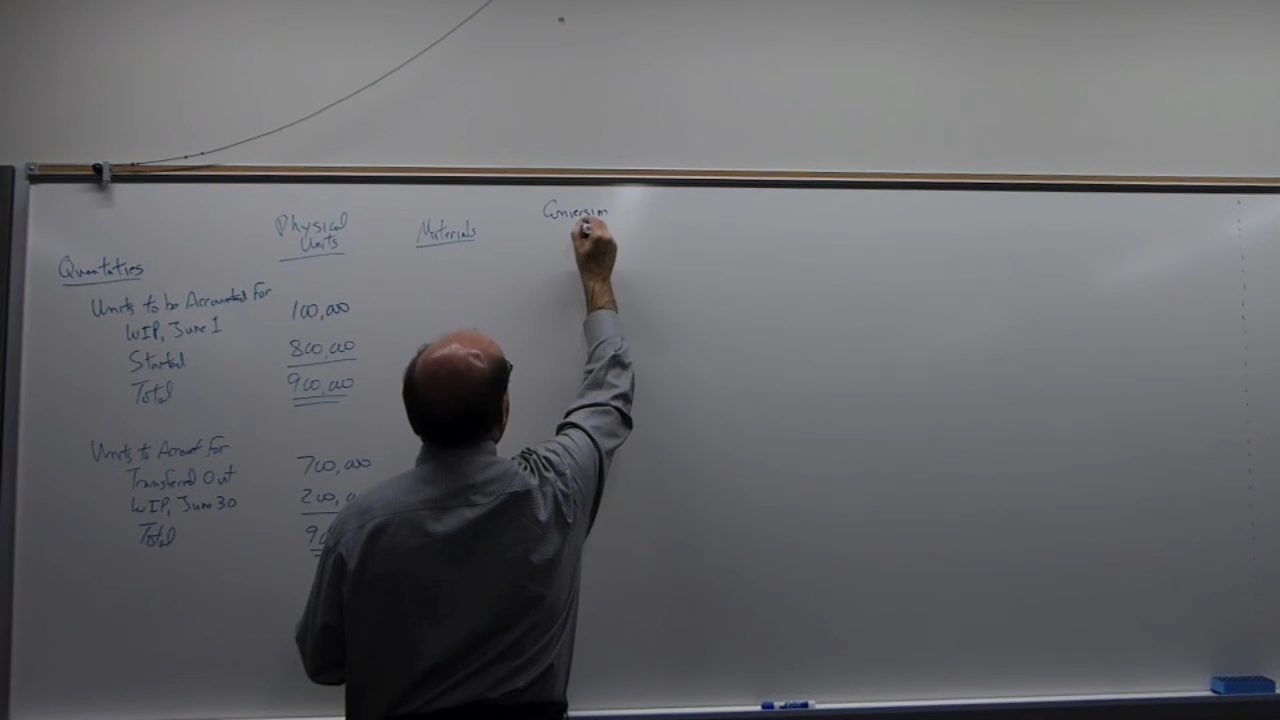 Physical
Units
Materials
Conversion
Quantaties
Units to be Accounted For
WIP, June 1
100,000
Started
800,000
Total
900,000
Units to Account For
Transferred Out
700,000
WIP, June 30
Total